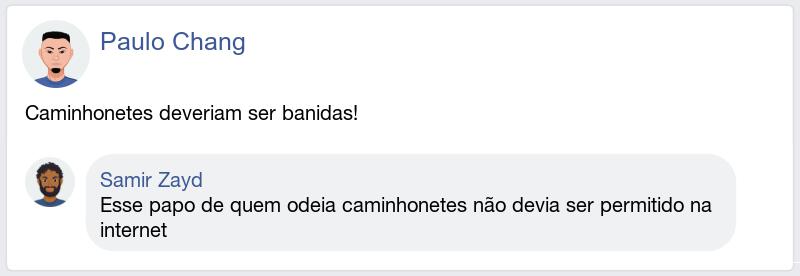 Paulo Chang
Caminhonetes deveriam ser banidas!
Samir Zayd
Esse papo de quem odeia caminhonetes não devia ser permitido na
internet